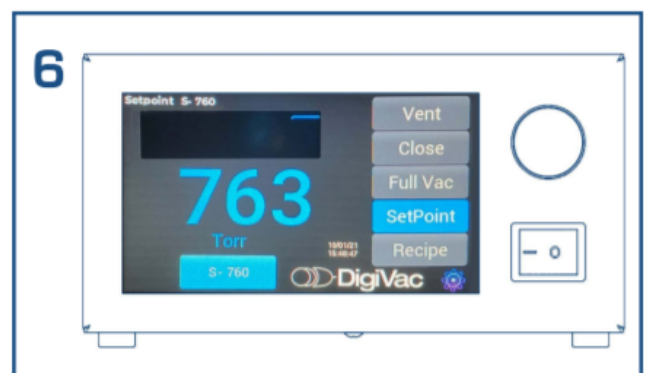 6
Setpoint S- 760
Vent
Close
Full Vac
763
SetPoint
Torr
10/01/21
15:46:47
Recipe
S- 760
DigiVac
— O